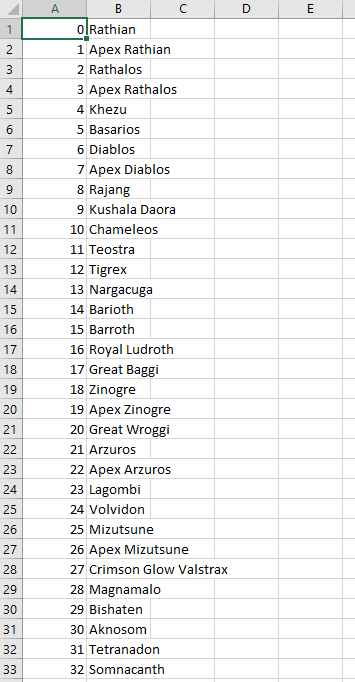 A B C D E
1 0 Rathian
2 1 Apex Rathian
3 2 Rathalos
4 3 Apex Rathalos
5 4 Khezu
6 5 Basarios
7 6 Diablos
8 7 Apex Diablos
9 8 Rajang
10 9 Kushala Daora
11 10 Chameleos
12 11 Teostra
13 12 Tigrex
14 13 Nargacuga
15 14 Barioth
16 15 Barroth
17 16 Royal Ludroth
18 17 Great Baggi
19 18 Zinogre
20 19 Apex Zinogre
21 20 Great Wroggi
22 21 Arzuros
23 22 Apex Arzuros
24 23 Lagombi
25 24 Volvidon
26 25 Mizutsune
27 26 Apex Mizutsune
28 27 Crimson Glow Valstrax
29 28 Magnamalo
30 29 Bishaten
31 30 Aknosom
32 31 Tetranadon
33 32 Somnacanth